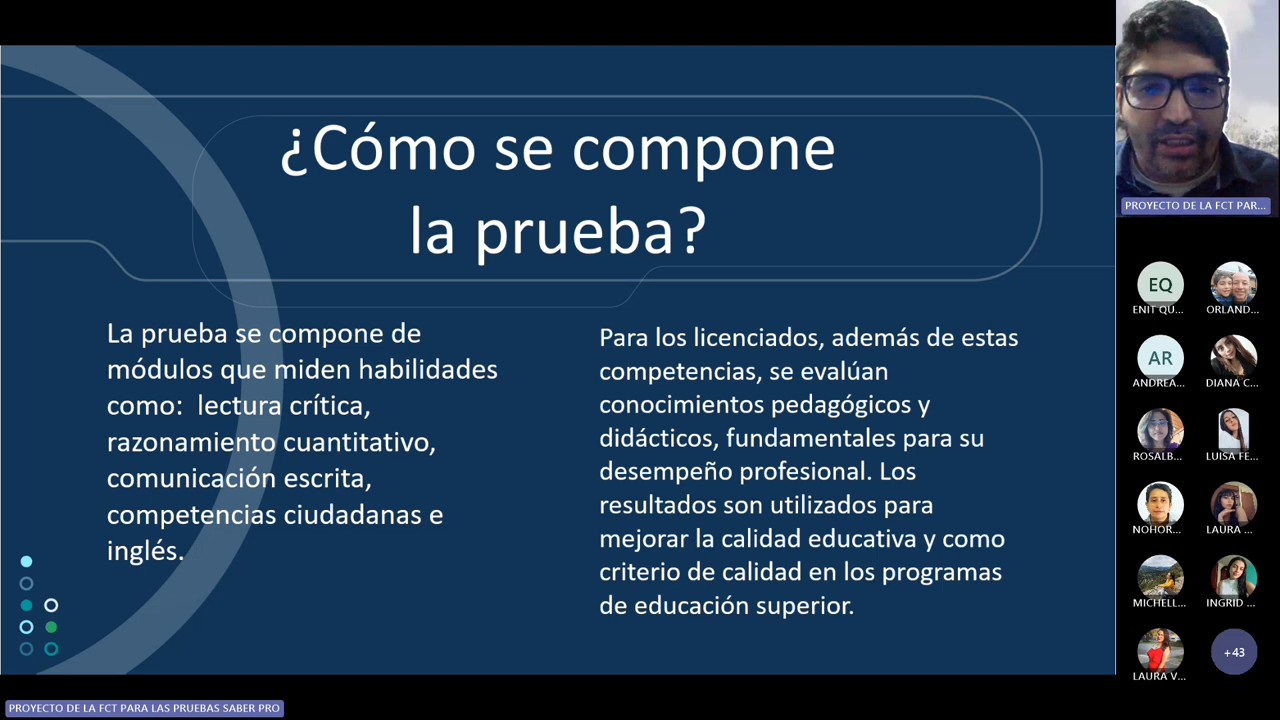 ¿Cómo se compone
la prueba?
La prueba se compone de
módulos que miden habilidades
como: lectura crítica,
razonamiento cuantitativo,
comunicación escrita,
competencias ciudadanas e
inglés.
Para los licenciados, además de estas
competencias, se evalúan
conocimientos pedagógicos y
didácticos, fundamentales para su
desempeño profesional. Los
resultados son utilizados para
mejorar la calidad educativa y como
criterio de calidad en los programas
de educación superior.
PROYECTO DE LA FCT PAR...
EQ
ENIT QU...
ORLAND...
AR
ANDREA...
DIANA C...
ROSALB...
LUISA FE...
NOHOR...
LAURA ...
MICHELL...
INGRID ...
LAURA V...
+43
PROYECTO DE LA FCT PARA LAS PRUEBAS SABER PRO